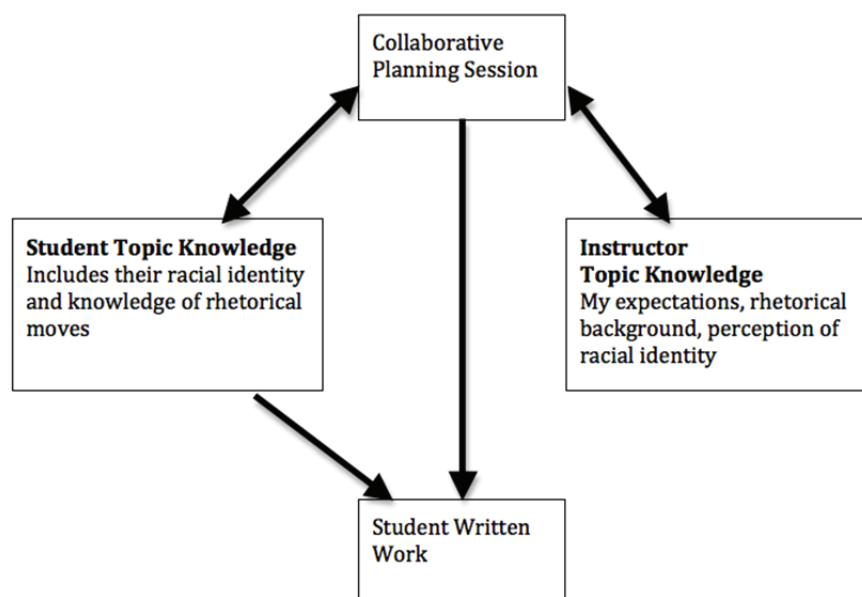 Collaborative
Planning Session
Student Topic Knowledge
Includes their racial identity
and knowledge of rhetorical
moves
Instructor
Topic Knowledge
My expectations, rhetorical
background, perception of
racial identity
Student Written
Work